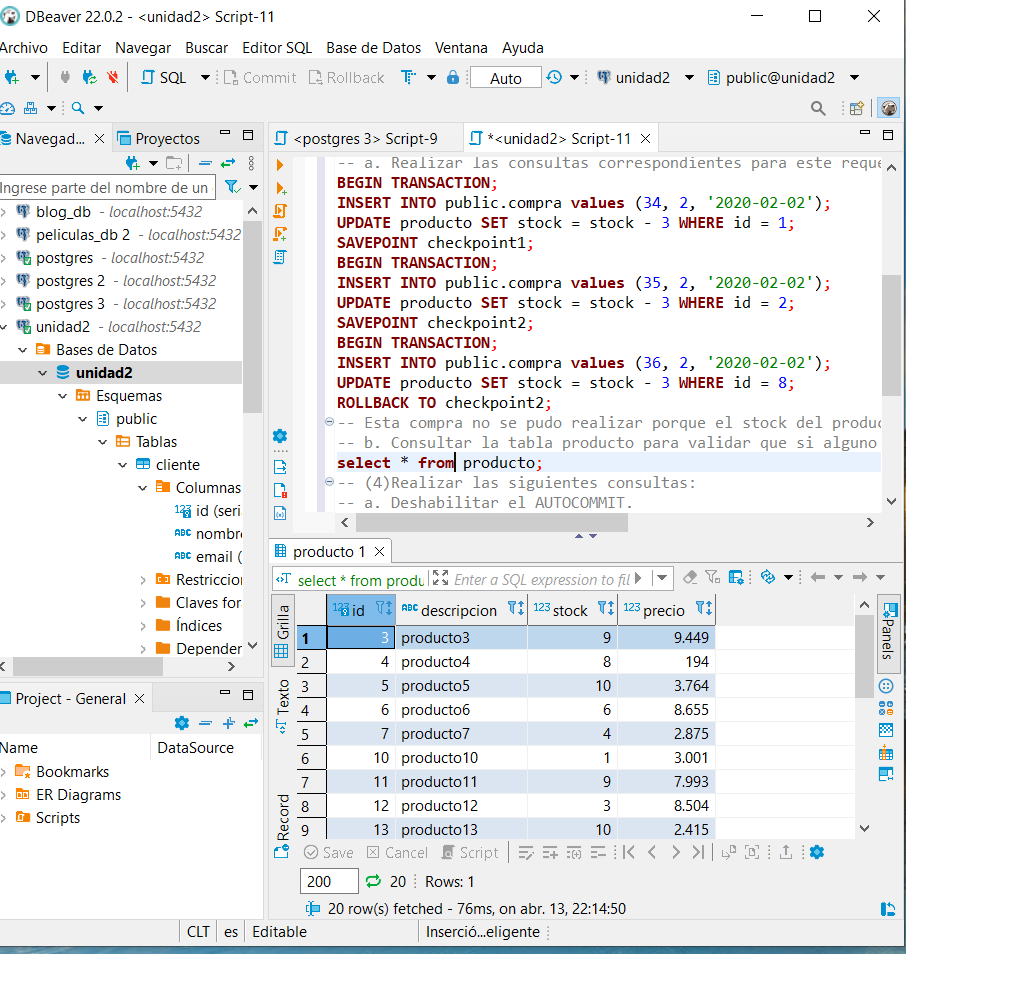 DBeaver 22.0.2 - <unidad2> Script-11
Archivo Editar Navegar Buscar Editor SQL Base de Datos Ventana Ayuda
SQL Commit Rollback T Auto unidad2 public@unidad2
Navegad... Proyectos
Ingrese parte del nombre de un
blog_db - localhost:5432
peliculas_db 2 - localhost:5432
postgres - localhost:5432
postgres 2 - localhost:5432
postgres 3 - localhost:5432
unidad2 - localhost:5432
Bases de Datos
unidad2
Esquemas
public
Tablas
cliente
Columnas
123 id (seri
ABC nombre
ABC email (
Restriccion
Claves for
Índices
Dependen
Project - General
Name DataSource
Bookmarks
ER Diagrams
Scripts
<postgres 3> Script-9 *<unidad2> Script-11
-- a. Realizar las consultas correspondientes para este reque
BEGIN TRANSACTION;
INSERT INTO public.compra values (34, 2, '2020-02-02');
UPDATE producto SET stock = stock - 3 WHERE id = 1;
SAVEPOINT checkpoint1;
BEGIN TRANSACTION;
INSERT INTO public.compra values (35, 2, '2020-02-02');
UPDATE producto SET stock = stock - 3 WHERE id = 2;
SAVEPOINT checkpoint2;
BEGIN TRANSACTION;
INSERT INTO public.compra values (36, 2, '2020-02-02');
UPDATE producto SET stock = stock - 3 WHERE id = 8;
ROLLBACK TO checkpoint2;
-- Esta compra no se pudo realizar porque el stock del produc
-- b. Consultar la tabla producto para validar que si alguno
select * from producto;
-- (4)Realizar las siguientes consultas:
-- a. Deshabilitar el AUTOCOMMIT.
producto 1
select * from produ Enter a SQL expression to fil
Grilla
Texto
Record
Panels
123 id ABC descripcion 123 stock 123 precio
1 3 producto3 9 9.449
2 4 producto4 8 194
3 5 producto5 10 3.764
4 6 producto6 6 8.655
5 7 producto7 4 2.875
6 10 producto10 1 3.001
7 11 producto11 9 7.993
8 12 producto12 3 8.504
9 13 producto13 10 2.415
Save Cancel Script
200 20 Rows: 1
20 row(s) fetched - 76ms, on abr. 13, 22:14:50
CLT es Editable Inserció...eligente